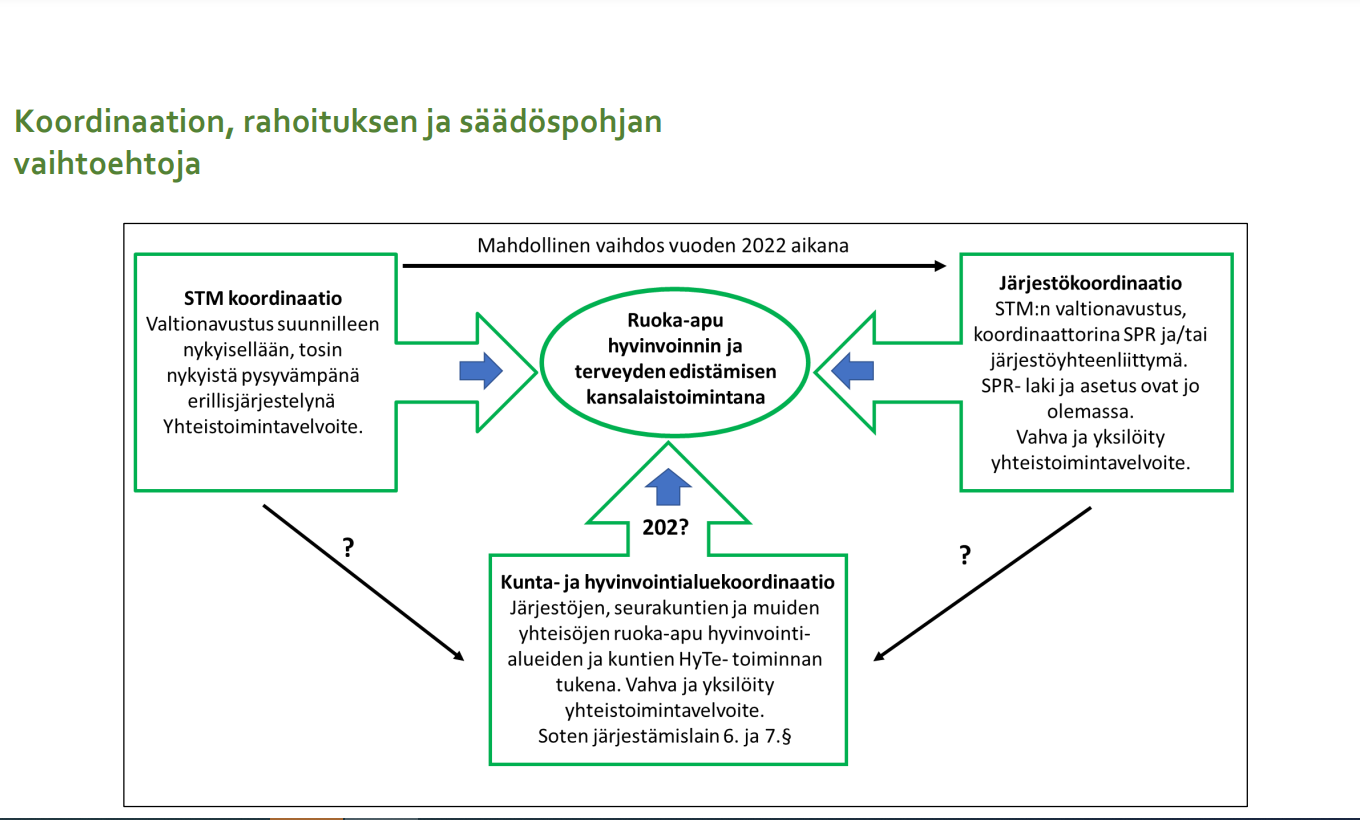 Koordinaation, rahoituksen ja säädöspohjan
vaihtoehtoja
Mahdollinen vaihdos vuoden 2022 aikana
STM koordinaatio
Valtionavustus suunnilleen
nykyisellään, tosin
nykyistä pysyvämpänä
erillisjärjestelynä
Yhteistoimintavelvoite.
Ruoka-apu
hyvinvoinnin ja
terveyden edistämisen
kansalaistoimintana
Järjestökoordinaatio
STM:n valtionavustus,
koordinaattorina SPR ja/tai
järjestöyhteenliittymä.
SPR- laki ja asetus ovat jo
olemassa.
Vahva ja yksilöity
yhteistoimintavelvoite.
?
202?
?
Kunta- ja hyvinvointialuekoordinaatio
Järjestöjen, seurakuntien ja muiden
yhteisöjen ruoka-apu hyvinvointi-
alueiden ja kuntien HyTe- toiminnan
tukena. Vahva ja yksilöity
yhteistoimintavelvoite.
Soten järjestämislain 6. ja 7.§